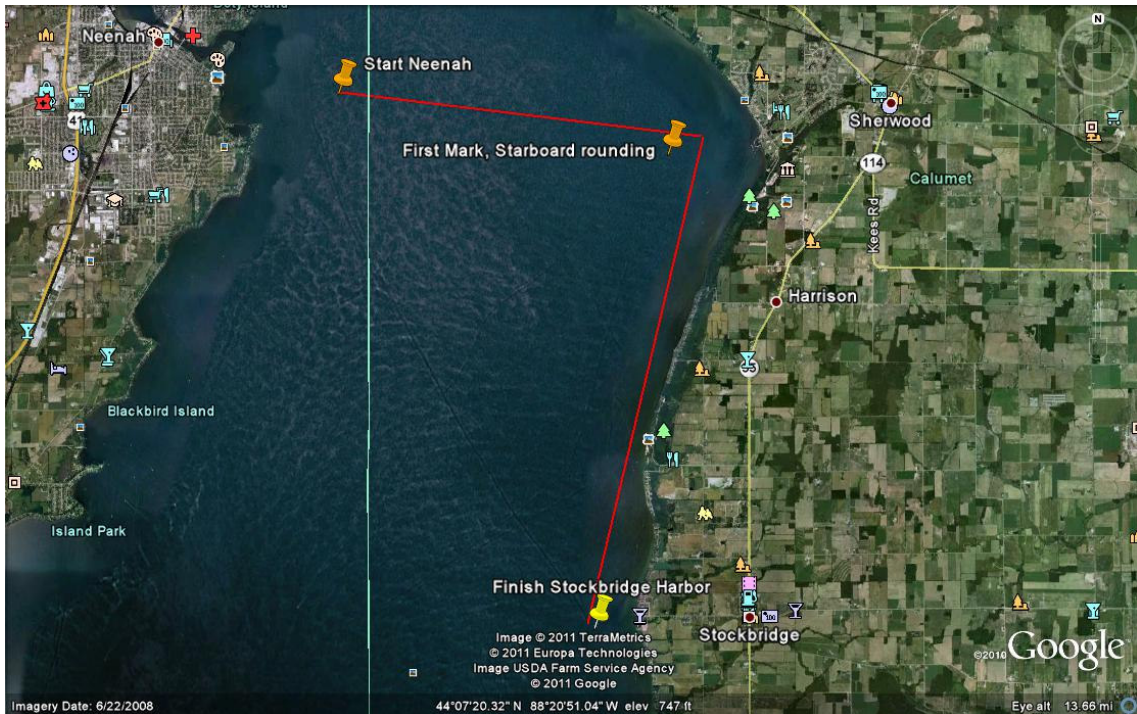 Doty Island
N
Neenah
Start Neenah
41
Sherwood
First Mark, Starboard rounding
114
Calumet
Kees Rd
Harrison
55
Blackbird Island
Island Park
Finish Stockbridge Harbor
Stockbridge
Image © 2011 TerraMetrics
© 2011 Europa Technologies
Image USDA Farm Service Agency
© 2011 Google
©2010 Google
Imagery Date: 6/22/2008
44°07'20.32" N 88°20'51.04" W elev 747 ft
Eye alt 13.66 mi